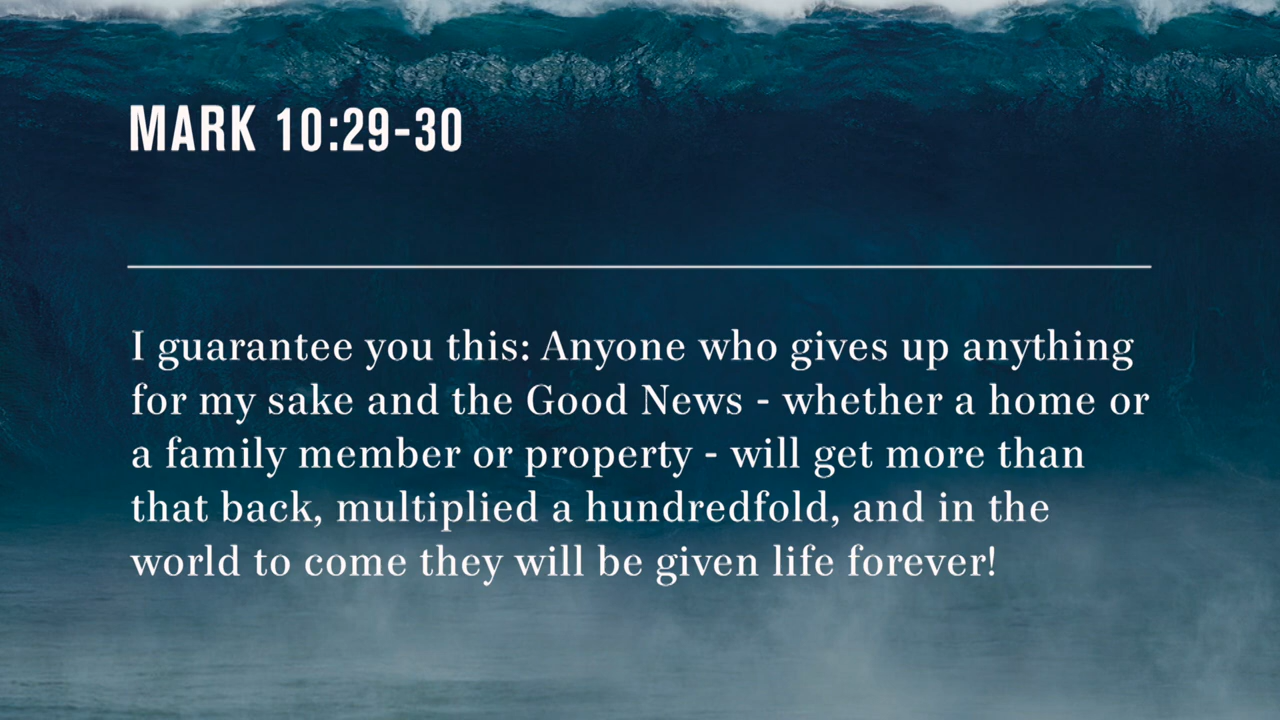 MARK 10:29-30
I guarantee you this: Anyone who gives up anything
for my sake and the Good News - whether a home or
a family member or property - will get more than
that back, multiplied a hundredfold, and in the
world to come they will be given life forever!